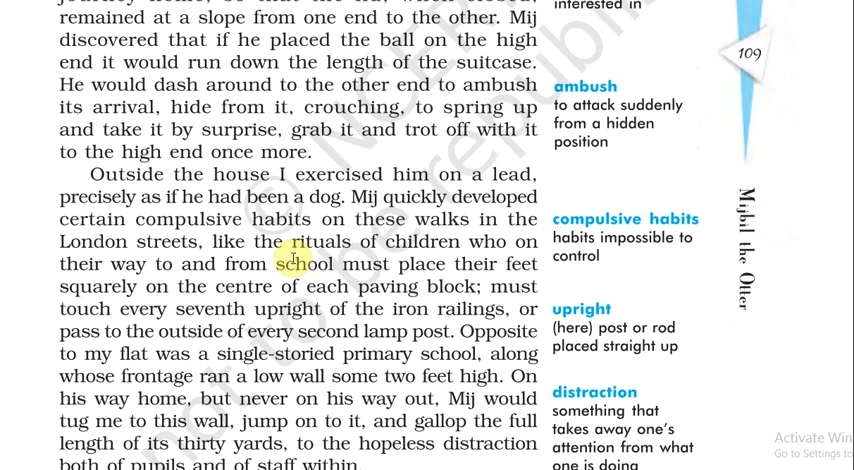 journey home, so that the lid, when closed,
remained at a slope from one end to the other. Mij
discovered that if he placed the ball on the high
end it would run down the length of the suitcase.
He would dash around to the other end to ambush
its arrival, hide from it, crouching, to spring up
and take it by surprise, grab it and trot off with it
to the high end once more.
Outside the house I exercised him on a lead,
precisely as if he had been a dog. Mij quickly developed
certain compulsive habits on these walks in the
London streets, like the rituals of children who on
their way to and from school must place their feet
squarely on the centre of each paving block; must
touch every seventh upright of the iron railings, or
pass to the outside of every second lamp post. Opposite
to my flat was a single-storied primary school, along
whose frontage ran a low wall some two feet high. On
his way home, but never on his way out, Mij would
tug me to this wall, jump on to it, and gallop the full
length of its thirty yards, to the hopeless distraction
both of pupils and of staff within.
interested in
ambush
to attack suddenly
from a hidden
position
compulsive habits
habits impossible to
control
upright
(here) post or rod
placed straight up
distraction
something that
takes away one's
attention from what
one is doing
109
Mijbil the Otter
© NCERT
not to be republi
Activate Win
Go to Settings to